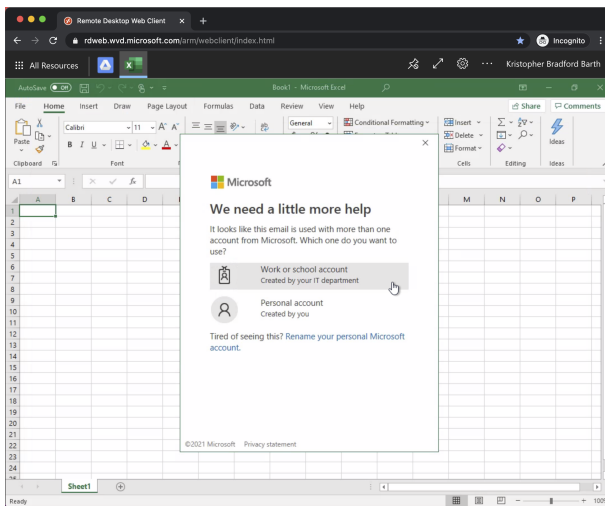 Remote Desktop Web Client
rdweb.wvd.microsoft.com/arm/webclient/index.html
Incognito
All Resources
Kristopher Bradford Barth
AutoSave Off
Book1 - Microsoft Excel
File Home Insert Draw Page Layout Formulas Data Review View Help
Share Comments
Paste
Calibri 11 A^ A˅
B I U A
General
Conditional Formatting
Insert
Delete
Format
Ideas
Clipboard Font Cells Editing Ideas
A1 fx
A B C D M N O P
1
2
3
4
5
6
7
8
9
10
11
12
13
14
15
16
17
18
19
20
21
22
23
24
Microsoft
We need a little more help
It looks like this email is used with more than one
account from Microsoft. Which one do you want to
use?
Work or school account
Created by your IT department
Personal account
Created by you
Tired of seeing this? Rename your personal Microsoft
account.
©2021 Microsoft Privacy statement
Sheet1
Ready